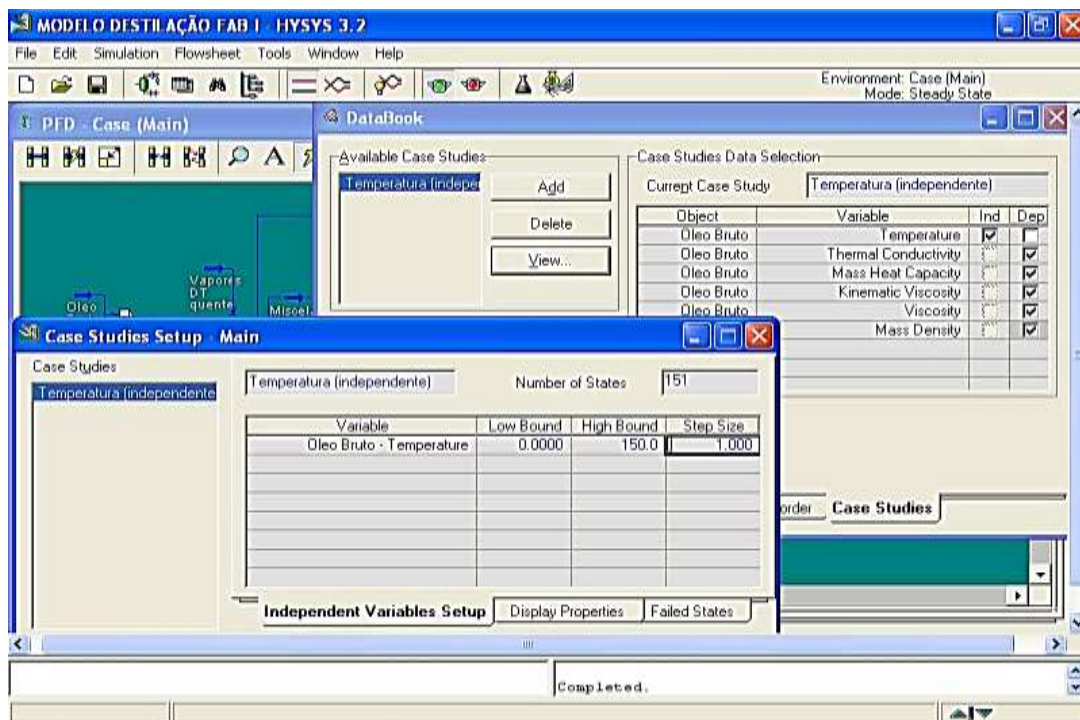 MODELO DESTILAÇÃO FAB I - HYSYS 3.2
File Edit Simulation Flowsheet Tools Window Help
Environment: Case (Main)
Mode: Steady State
PFD - Case (Main)
DataBook
Available Case Studies
Temperatura (indeper
Add
Delete
View...
Case Studies Data Selection
Current Case Study Temperatura (independente)
Object Variable Ind Dep
Oleo Bruto Temperature
Oleo Bruto Thermal Conductivity
Oleo Bruto Mass Heat Capacity
Oleo Bruto Kinematic Viscosity
Oleo Bruto Viscosity
Mass Density
Vapores
DT
quente
Oleo
Miscel
Case Studies Setup - Main
Case Studies
Temperatura (independente
Temperatura (independente) Number of States 151
Variable Low Bound High Bound Step Size
Oleo Bruto - Temperature 0.0000 150.0 1.000
order Case Studies
Independent Variables Setup Display Properties Failed States
Completed.